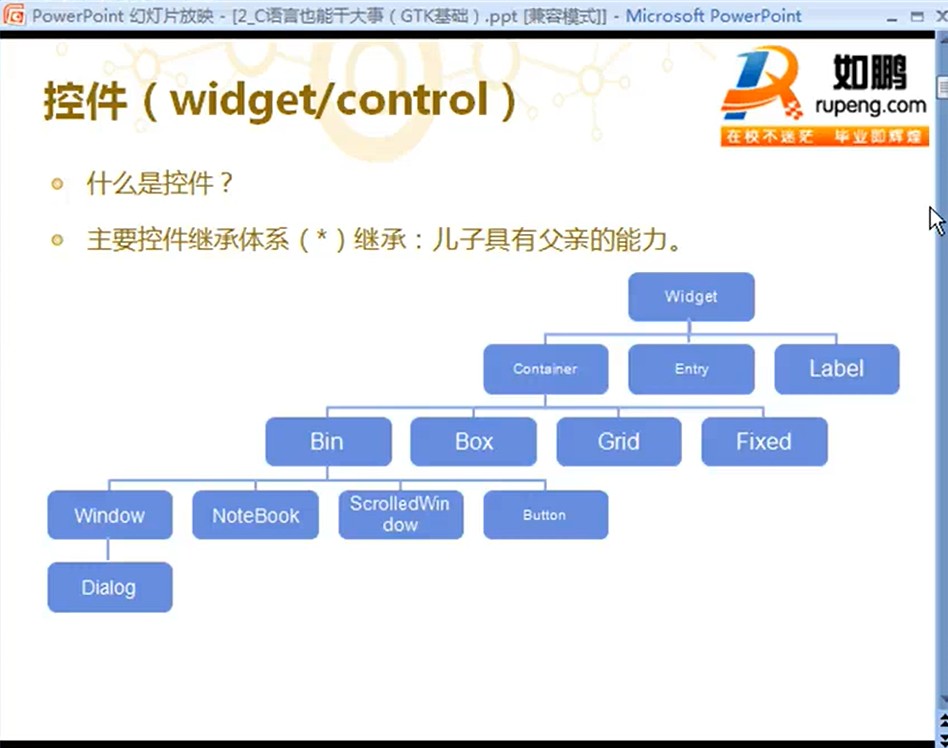 PowerPoint 幻灯片放映 - [2_C语言也能干大事（GTK基础）.ppt [兼容模式]] - Microsoft PowerPoint
控件（widget/control）
如鹏
rupeng.com
在校不迷茫 毕业即辉煌
什么是控件？
主要控件继承体系（*）继承：儿子具有父亲的能力。
Widget
Container Entry Label
Bin Box Grid Fixed
Window NoteBook ScrolledWin Button
dow
Dialog